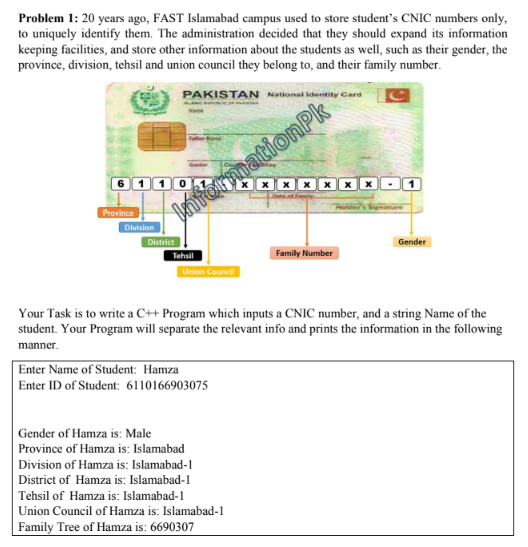 Problem 1: 20 years ago, FAST Islamabad campus used to store student's CNIC numbers only,
to uniquely identify them. The administration decided that they should expand its information
keeping facilities, and store other information about the students as well, such as their gender, the
province, division, tehsil and union council they belong to, and their family number.
PAKISTAN National Identity Card
ISLAMIC REPUBLIC OF PAKISTAN
Name
Father Name
Gender
InformationPk
6 1 1 0 1 - x x x x x x x - 1
Holder's Signature
Province
Division
District
Tehsil
Union Council
Family Number
Gender
Your Task is to write a C++ Program which inputs a CNIC number, and a string Name of the
student. Your Program will separate the relevant info and prints the information in the following
manner.
Enter Name of Student: Hamza
Enter ID of Student: 6110166903075
Gender of Hamza is: Male
Province of Hamza is: Islamabad
Division of Hamza is: Islamabad-1
District of Hamza is: Islamabad-1
Tehsil of Hamza is: Islamabad-1
Union Council of Hamza is: Islamabad-1
Family Tree of Hamza is: 6690307